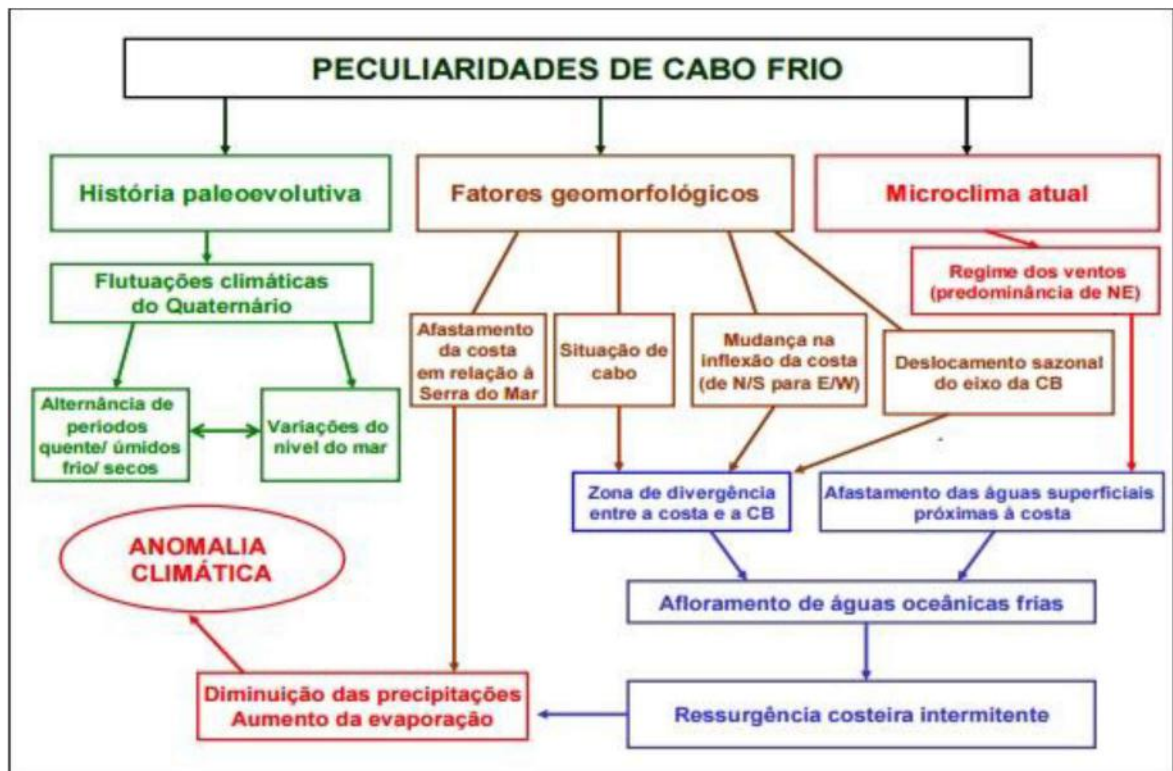 PECULIARIDADES DE CABO FRIO
História paleoevolutiva
Fatores geomorfológicos
Microclima atual
Flutuações climáticas
do Quaternário
Regime dos ventos
(predominância de NE)
Afastamento
da costa
em relação à
Serra do Mar
Situação de
cabo
Mudança na
inflexão da costa
(de N/S para E/W)
Deslocamento sazonal
do eixo da CB
Alternância de
períodos
quente/ úmidos
frio/ secos
Variações do
nível do mar
Zona de divergência
entre a costa e a CB
Afastamento das águas superficiais
próximas à costa
ANOMALIA
CLIMÁTICA
Afloramento de águas oceânicas frias
Diminuição das precipitações
Aumento da evaporação
Ressurgência costeira intermitente